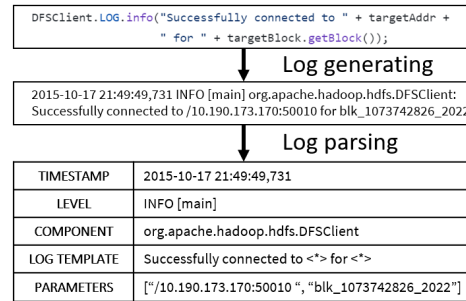 DFSClient.LOG.info("Successfully connected to " + targetAddr +
" for " + targetBlock.getBlock());
Log generating
2015-10-17 21:49:49,731 INFO [main] org.apache.hadoop.hdfs.DFSClient:
Successfully connected to /10.190.173.170:50010 for blk_1073742826_2022
Log parsing
TIMESTAMP 2015-10-17 21:49:49,731
LEVEL INFO [main]
COMPONENT org.apache.hadoop.hdfs.DFSClient
LOG TEMPLATE Successfully connected to <*> for <*>
PARAMETERS [“/10.190.173.170:50010 “, “blk_1073742826_2022”]